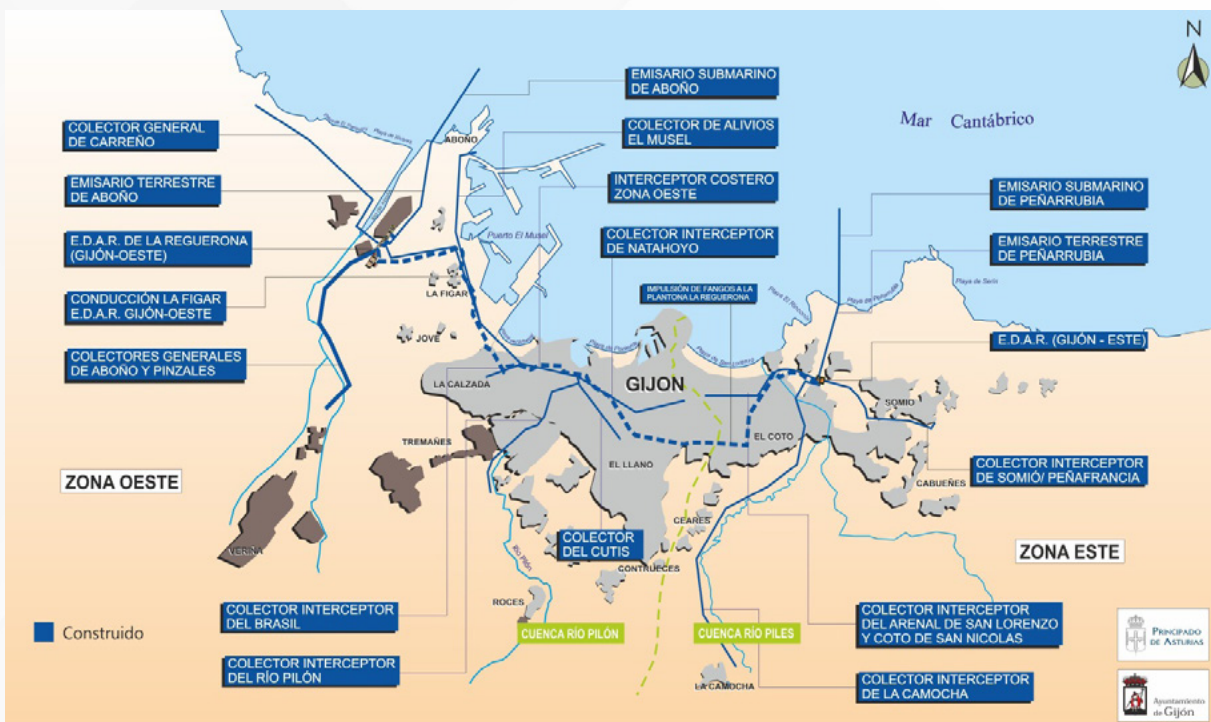 N
Mar Cantábrico
EMISARIO SUBMARINO
DE ABOÑO
COLECTOR GENERAL
DE CARREÑO
COLECTOR DE ALIVIOS
EL MUSEL
ABOÑO
EMISARIO TERRESTRE
DE ABOÑO
INTERCEPTOR COSTERO
ZONA OESTE
EMISARIO SUBMARINO
DE PEÑARRUBIA
E.D.A.R. DE LA REGUERONA
(GIJÓN-OESTE)
Puerto El Musel
COLECTOR INTERCEPTOR
DE NATAHOYO
EMISARIO TERRESTRE
DE PEÑARRUBIA
CONDUCCIÓN LA FIGAR
E.D.A.R. GIJÓN-OESTE
LA FIGAR
IMPULSIÓN DE FANGOS A LA
PLANTONA LA REGUERONA
Playa de Peñarrubia
JOVE
E.D.A.R. (GIJÓN - ESTE)
COLECTORES GENERALES
DE ABOÑO Y PINZALES
LA CALZADA
GIJON
SOMIO
TREMAÑES
EL COTO
EL LLANO
ZONA OESTE
COLECTOR INTERCEPTOR
DE SOMIÓ/ PEÑAFRANCIA
CABUEÑES
CEARES
COLECTOR
DEL CUTIS
ZONA ESTE
VERIÑA
Río Pilón
CONTRUECES
ROCES
COLECTOR INTERCEPTOR
DEL BRASIL
CUENCA RÍO PILÓN
CUENCA RÍO PILES
COLECTOR INTERCEPTOR
DEL ARENAL DE SAN LORENZO
Y COTO DE SAN NICOLAS
Construido
COLECTOR INTERCEPTOR
DEL RÍO PILÓN
LA CAMOCHA
COLECTOR INTERCEPTOR
DE LA CAMOCHA
PRINCIPADO
DE ASTURIAS
Ayuntamiento
de Gijón